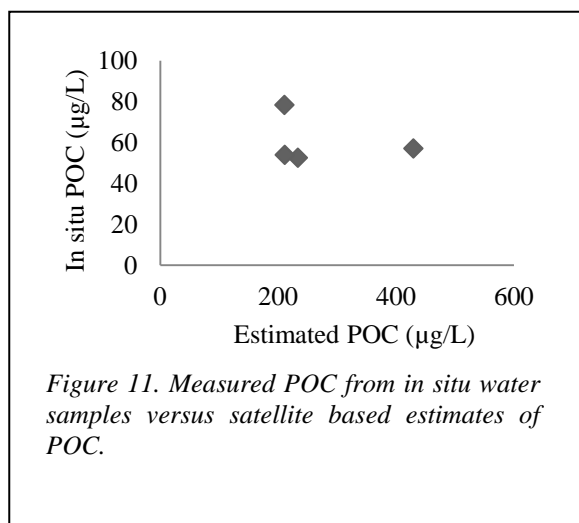 100
80
60
40
20
0
In situ POC (µg/L)
0 200 400 600
Estimated POC (µg/L)
Figure 11. Measured POC from in situ water
samples versus satellite based estimates of
POC.